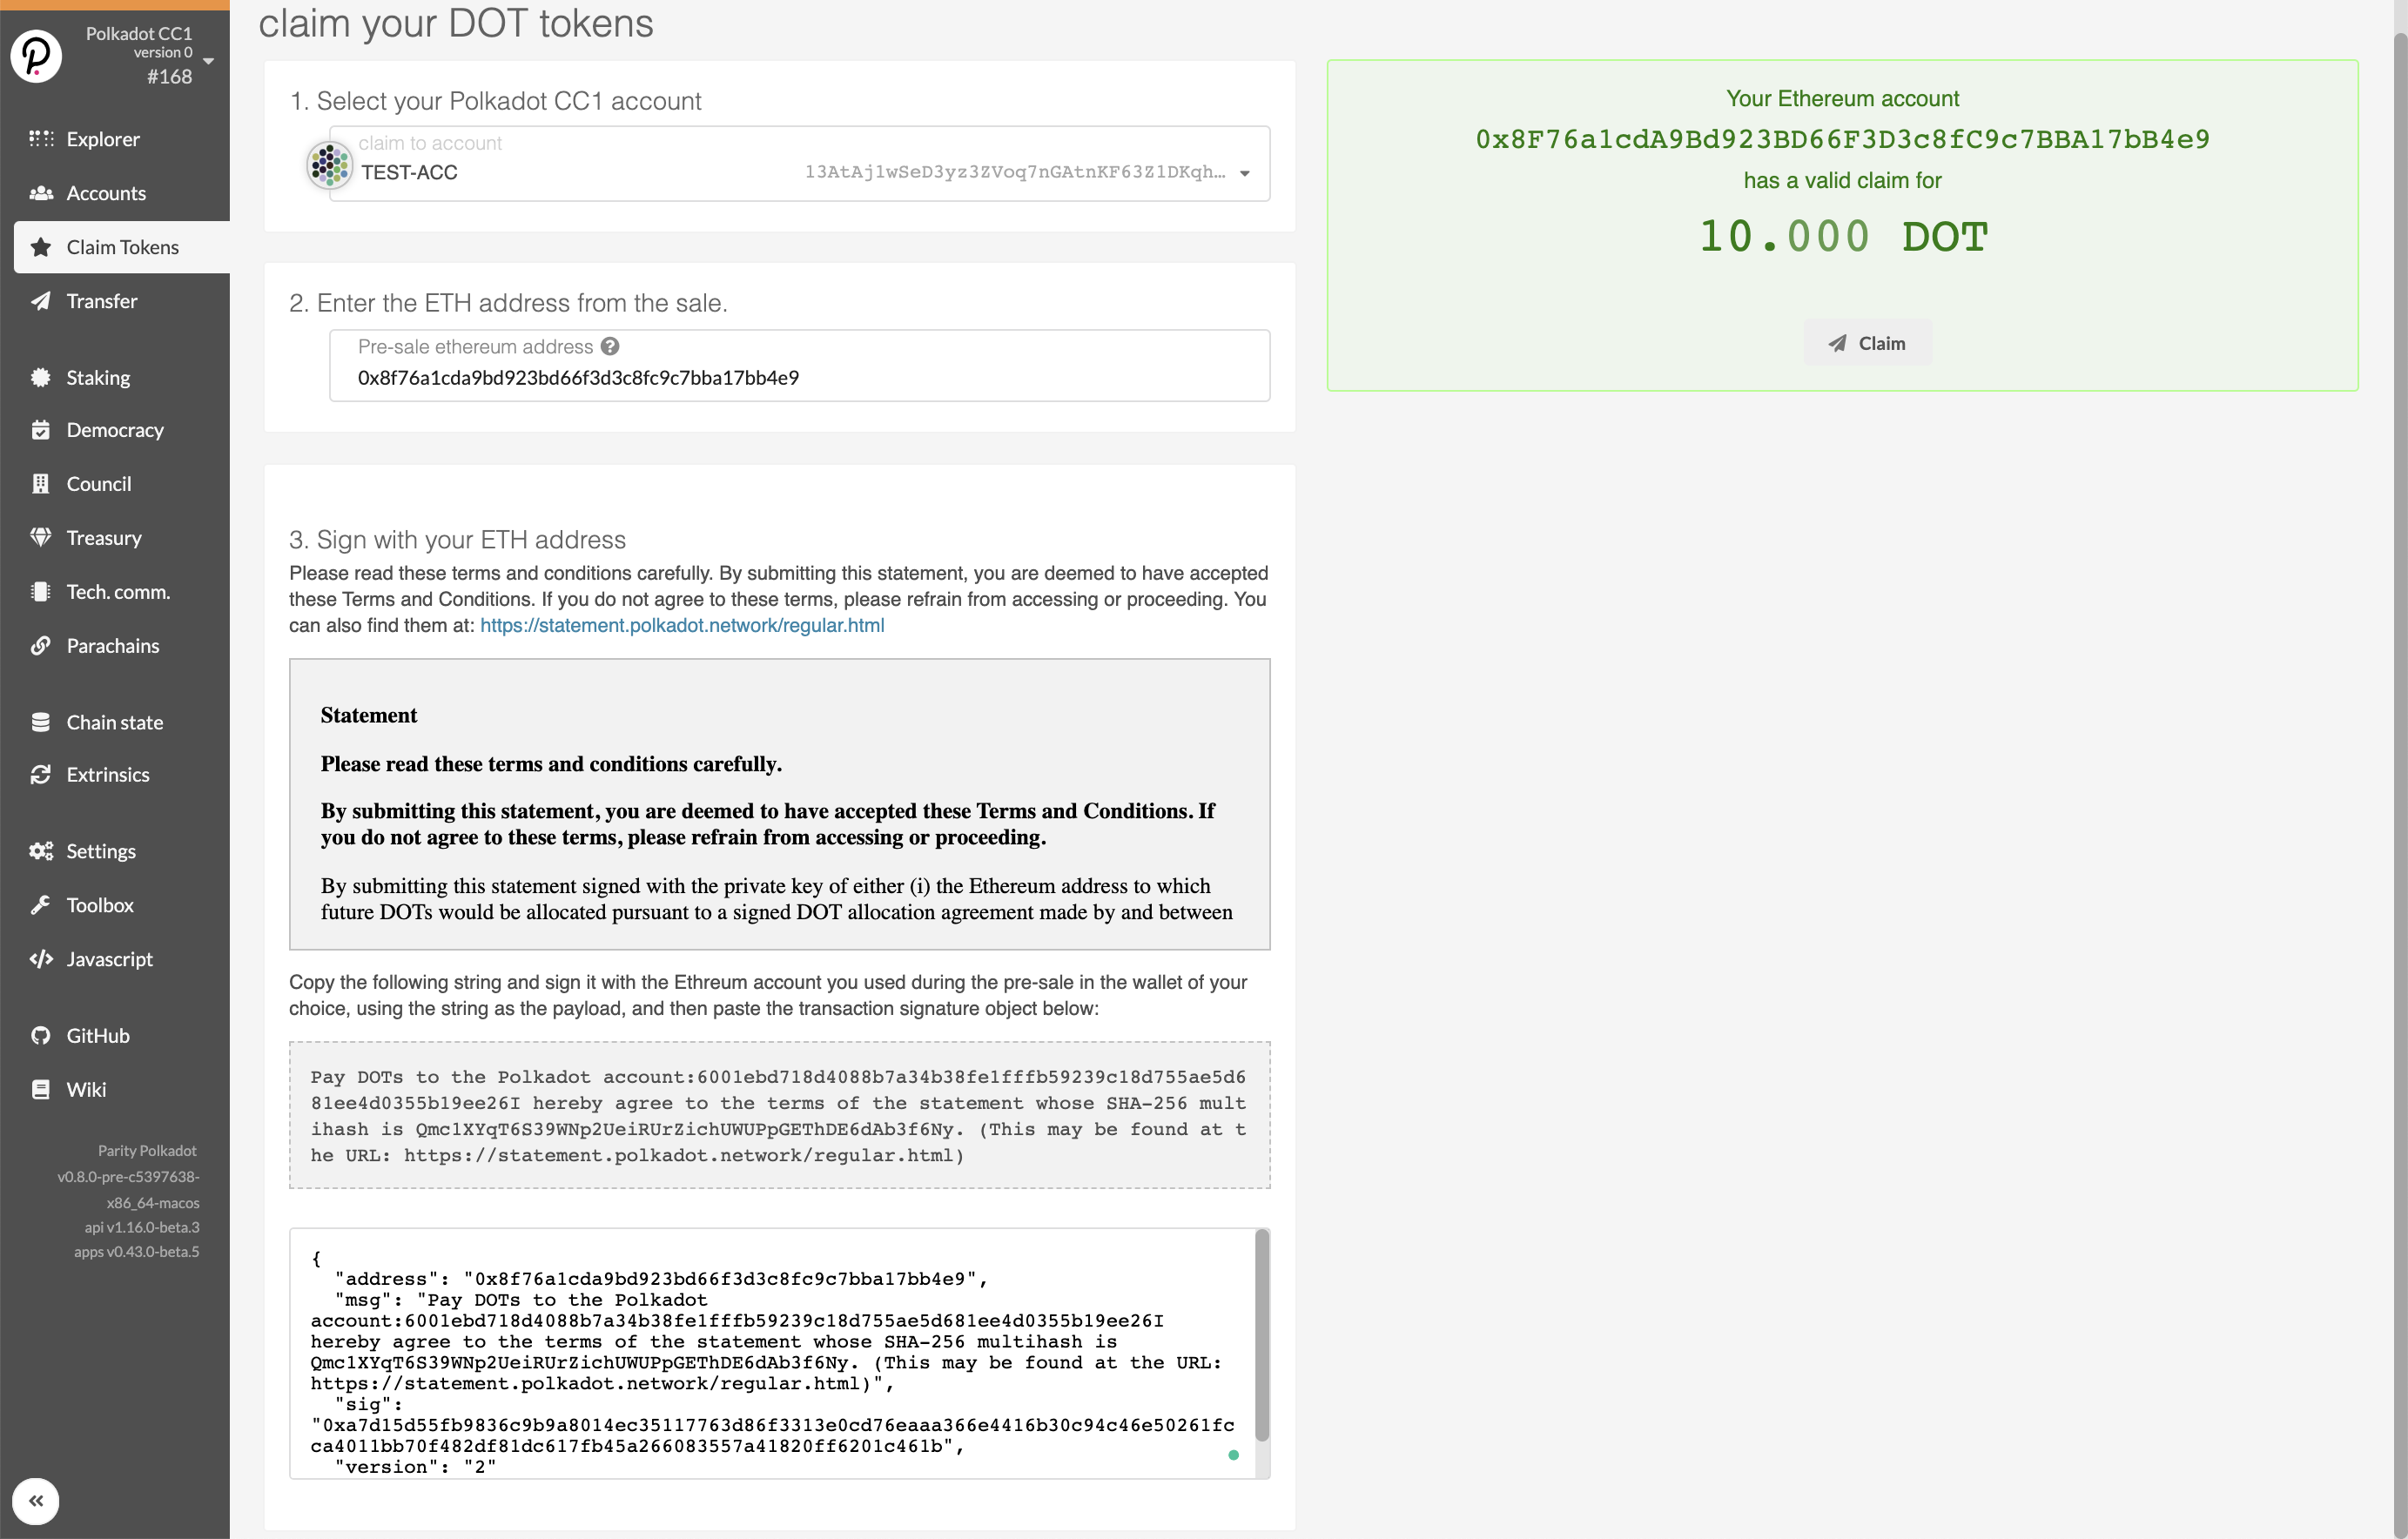 Polkadot CC1
version 0
#168
Explorer
Accounts
Claim Tokens
Transfer
Staking
Democracy
Council
Treasury
Tech. comm.
Parachains
Chain state
Extrinsics
Settings
Toolbox
Javascript
GitHub
Wiki
Parity Polkadot
v0.8.0-pre-c5397638-
x86_64-macos
api v1.16.0-beta.3
apps v0.43.0-beta.5
claim your DOT tokens
1. Select your Polkadot CC1 account
claim to account
TEST-ACC 13AtAj1wSeD3yz3ZVoq7nGAtnKF63Z1DKqh...
2. Enter the ETH address from the sale.
Pre-sale ethereum address
0x8f76a1cda9bd923bd66f3d3c8fc9c7bba17bb4e9
3. Sign with your ETH address
Please read these terms and conditions carefully. By submitting this statement, you are deemed to have accepted
these Terms and Conditions. If you do not agree to these terms, please refrain from accessing or proceeding. You
can also find them at: https://statement.polkadot.network/regular.html
Statement
Please read these terms and conditions carefully.
By submitting this statement, you are deemed to have accepted these Terms and Conditions. If
you do not agree to these terms, please refrain from accessing or proceeding.
By submitting this statement signed with the private key of either (i) the Ethereum address to which
future DOTs would be allocated pursuant to a signed DOT allocation agreement made by and between
Copy the following string and sign it with the Ethreum account you used during the pre-sale in the wallet of your
choice, using the string as the payload, and then paste the transaction signature object below:
Pay DOTs to the Polkadot account:6001ebd718d4088b7a34b38fe1fffb59239c18d755ae5d6
81ee4d0355b19ee26I hereby agree to the terms of the statement whose SHA-256 mult
ihash is Qmc1XYqT6S39WNp2UeiRUrZichUWUPpGEThDE6dAb3f6Ny. (This may be found at t
he URL: https://statement.polkadot.network/regular.html)
{
"address": "0x8f76a1cda9bd923bd66f3d3c8fc9c7bba17bb4e9",
"msg": "Pay DOTs to the Polkadot
account:6001ebd718d4088b7a34b38fe1fffb59239c18d755ae5d681ee4d0355b19ee26I
hereby agree to the terms of the statement whose SHA-256 multihash is
Qmc1XYqT6S39WNp2UeiRUrZichUWUPpGEThDE6dAb3f6Ny. (This may be found at the URL:
https://statement.polkadot.network/regular.html)",
"sig":
"0xa7d15d55fb9836c9b9a8014ec35117763d86f3313e0cd76eaaa366e4416b30c94c46e50261fc
ca4011bb70f482df81dc617fb45a266083557a41820ff6201c461b",
"version": "2"
Your Ethereum account
0x8F76a1cdA9Bd923BD66F3D3c8fC9c7BBA17bB4e9
has a valid claim for
10.000 DOT
Claim